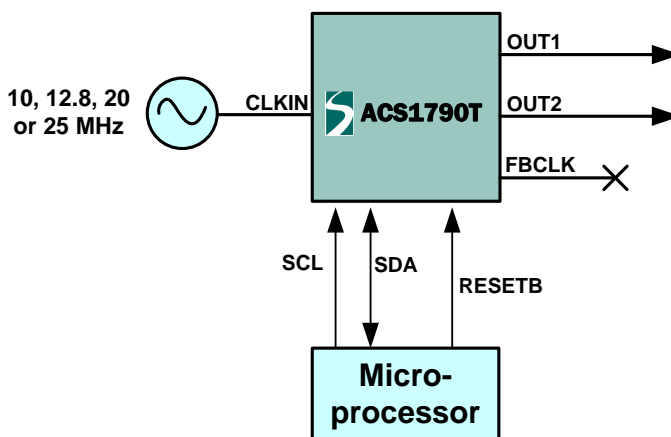 OUT1
10, 12.8, 20
or 25 MHz
CLKIN
ACS1790T
OUT2
FBCLK
SCL
SDA
RESETB
Micro-
processor